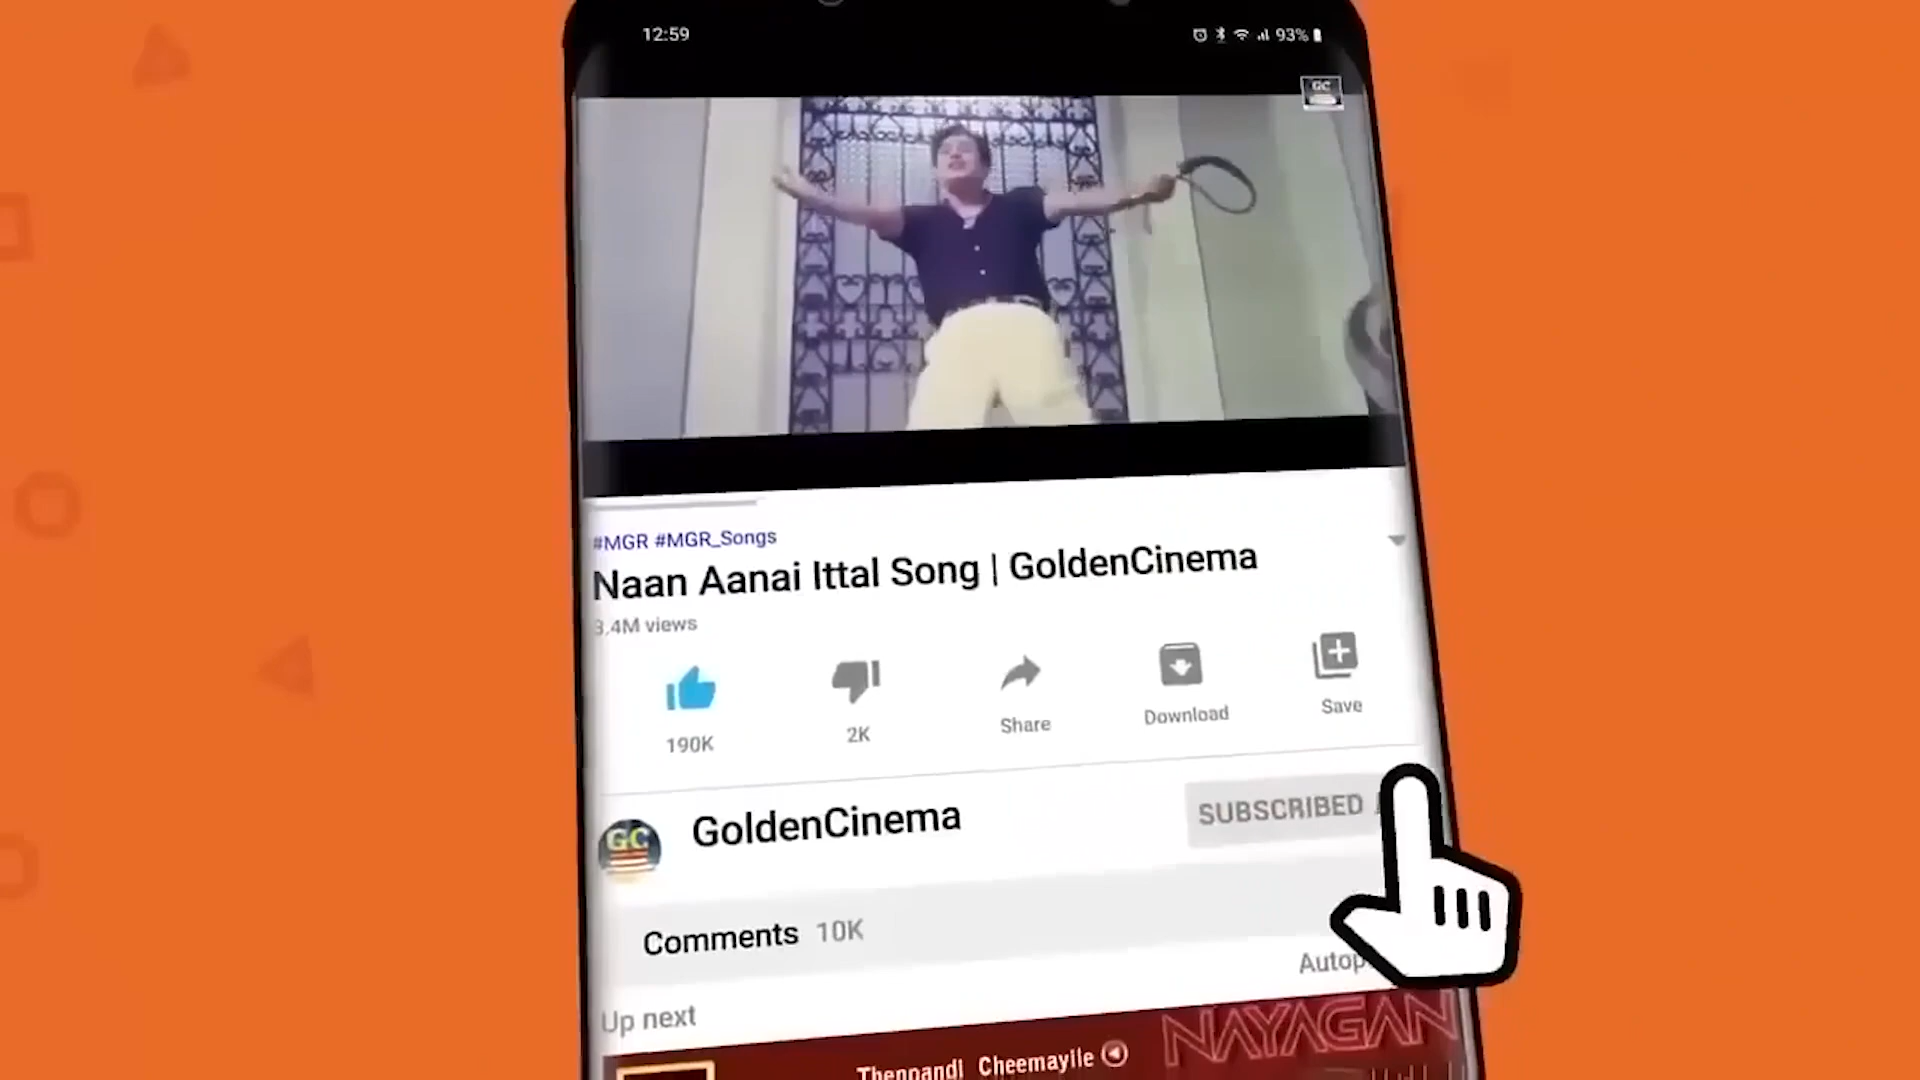 12:59
93%
GC
#MGR #MGR_Songs
Naan Aanai Ittal Song | GoldenCinema
3.4M views
190K
2K
Share
Download
Save
GC
GoldenCinema
SUBSCRIBED
Comments 10K
Up next
NAYAGAN
Thenpandi Cheemayile